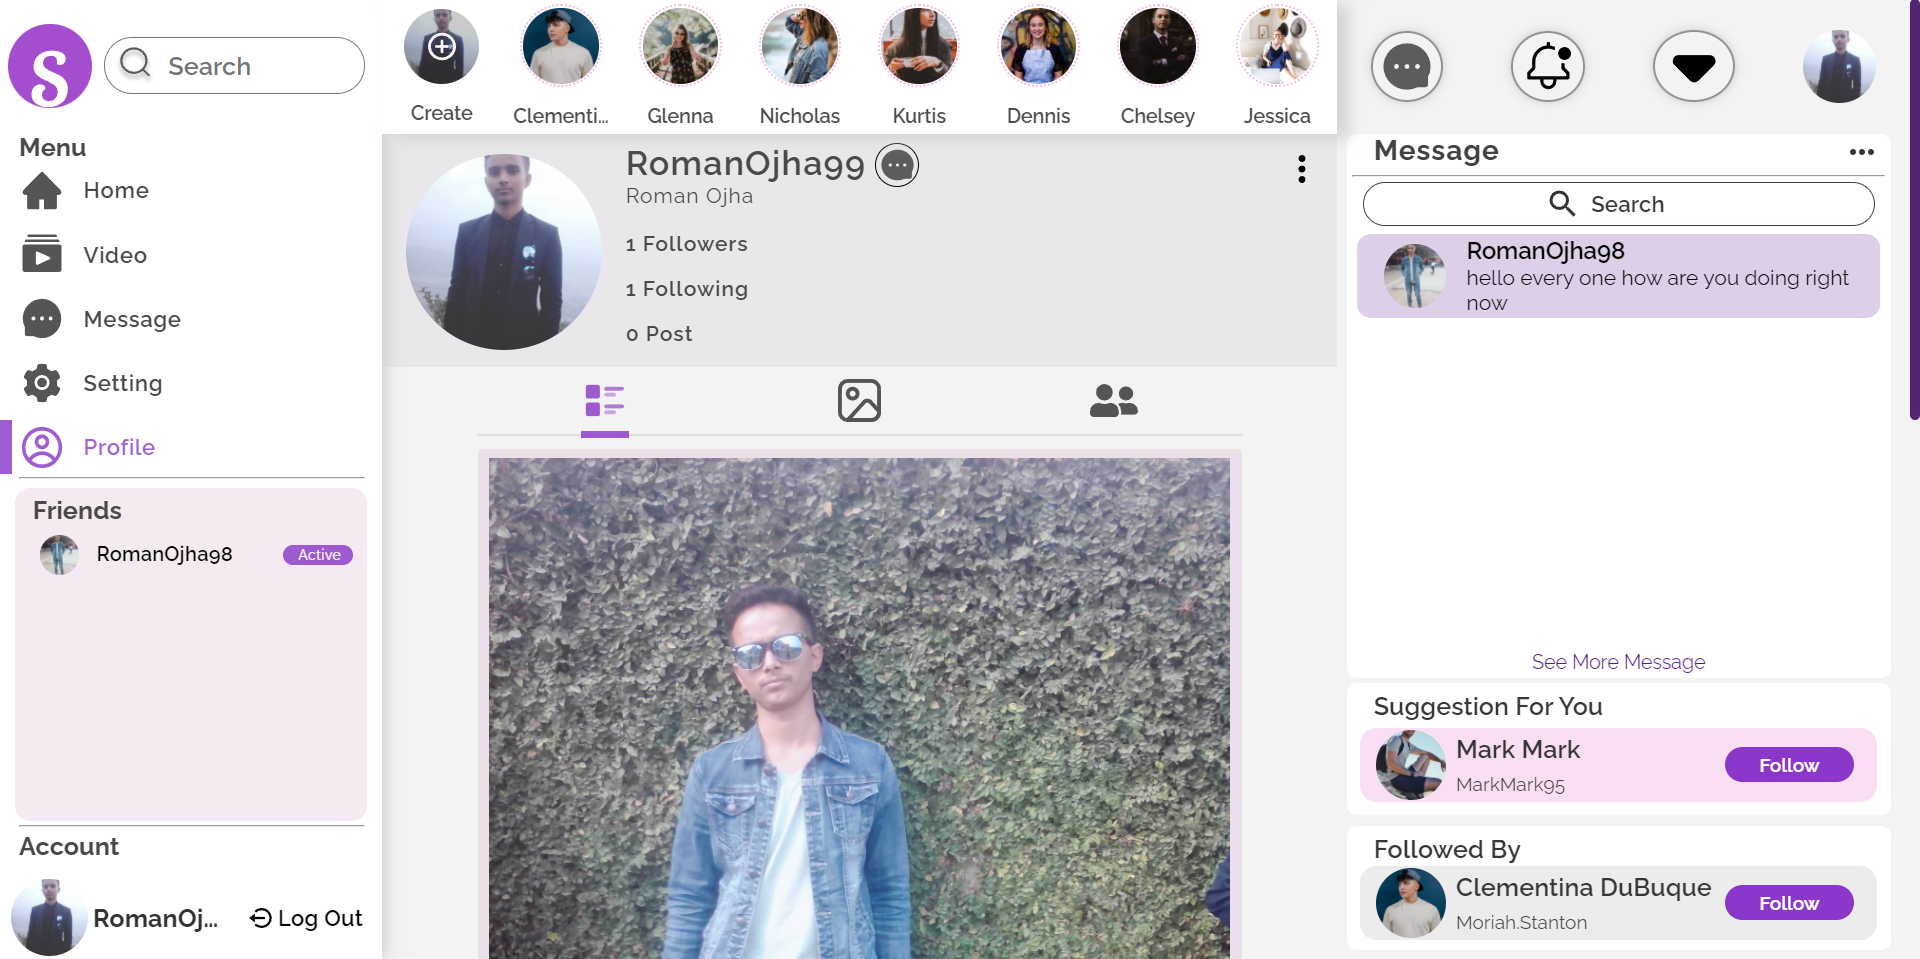 S
Search
Menu
Home
Video
Message
Setting
Profile
Friends
RomanOjha98
Active
Account
RomanOj...
Log Out
Create
Clementi...
Glenna
Nicholas
Kurtis
Dennis
Chelsey
Jessica
RomanOjha99
Roman Ojha
1 Followers
1 Following
0 Post
Message
Search
RomanOjha98
hello every one how are you doing right
now
See More Message
Suggestion For You
Mark Mark
MarkMark95
Follow
Followed By
Clementina DuBuque
Moriah.Stanton
Follow